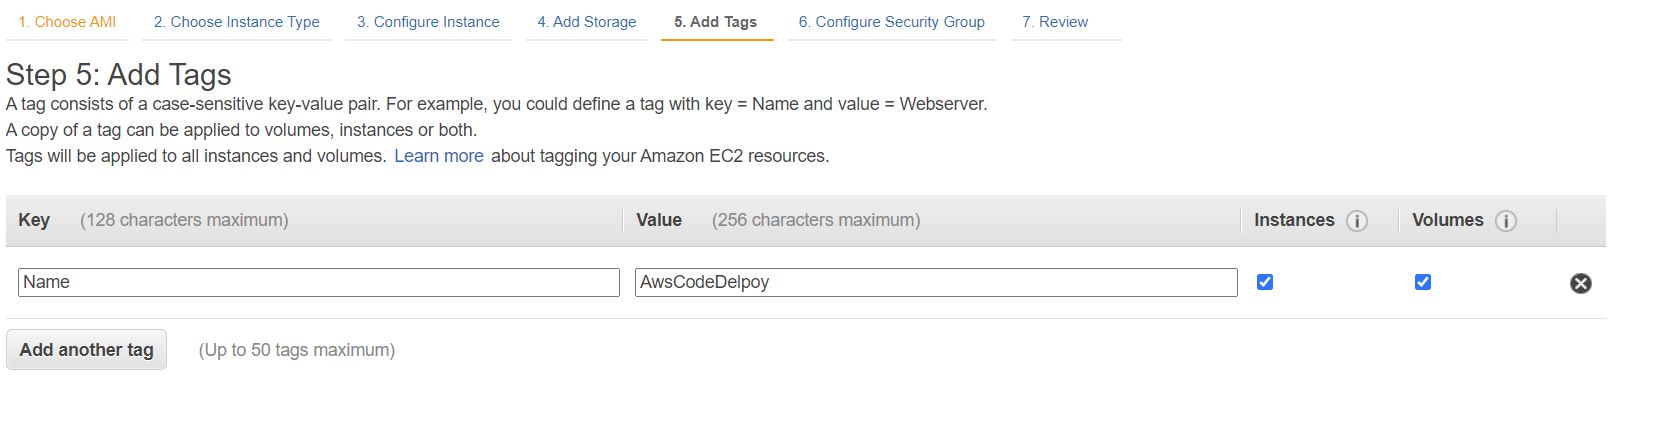 1. Choose AMI 2. Choose Instance Type 3. Configure Instance 4. Add Storage 5. Add Tags 6. Configure Security Group 7. Review
Step 5: Add Tags
A tag consists of a case-sensitive key-value pair. For example, you could define a tag with key = Name and value = Webserver.
A copy of a tag can be applied to volumes, instances or both.
Tags will be applied to all instances and volumes. Learn more about tagging your Amazon EC2 resources.
Key (128 characters maximum) Value (256 characters maximum) Instances i Volumes i
Name AwsCodeDelpoy
Add another tag (Up to 50 tags maximum)